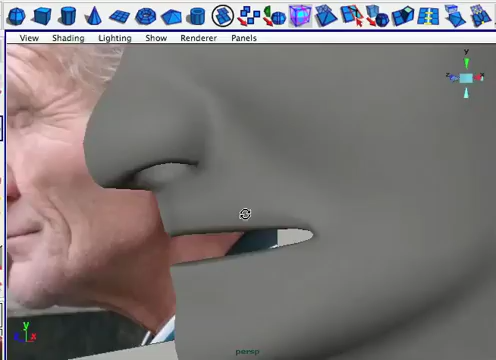 View Shading Lighting Show Renderer Panels
y
z x
y
z x
persp